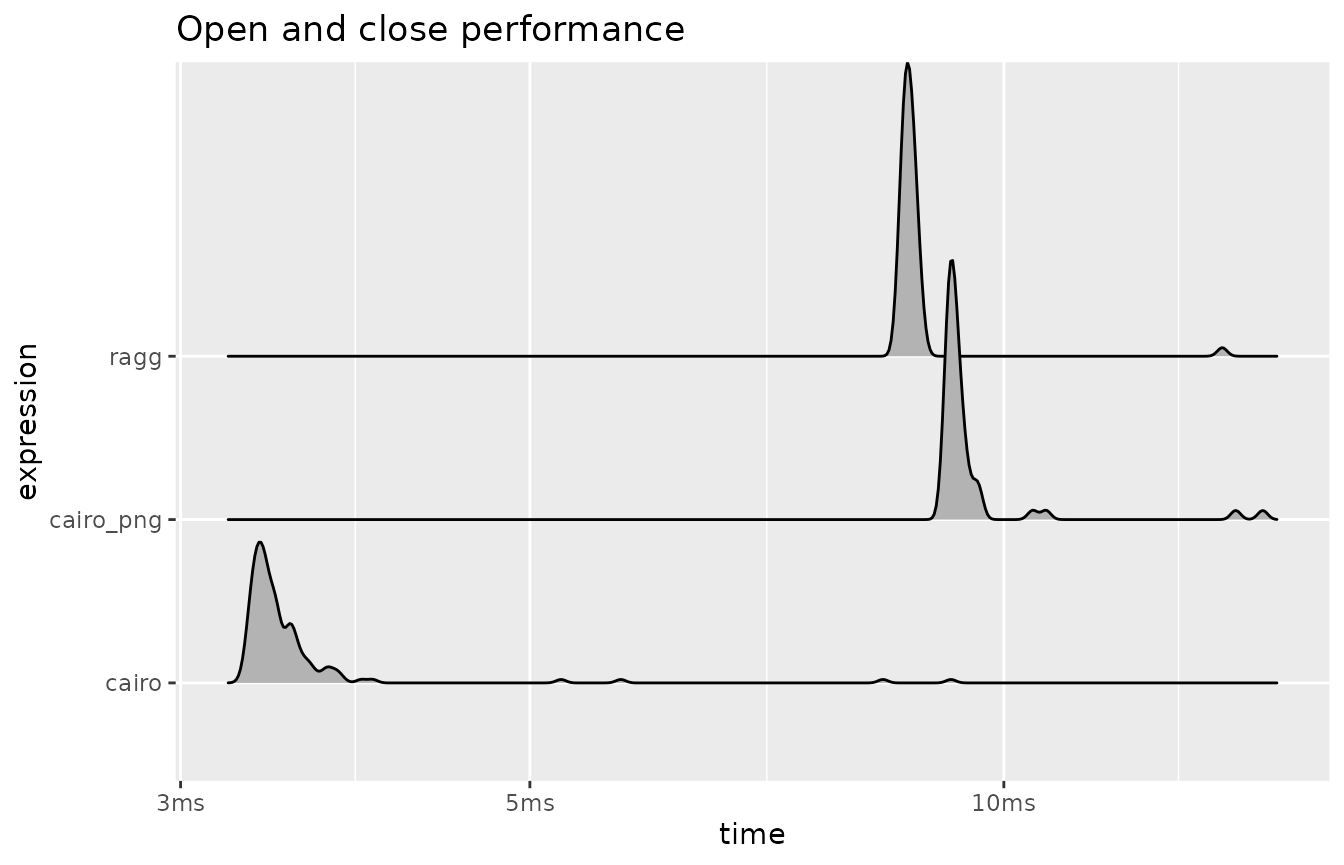 Open and close performance
expression
ragg
cairo_png
cairo
3ms
5ms
10ms
time